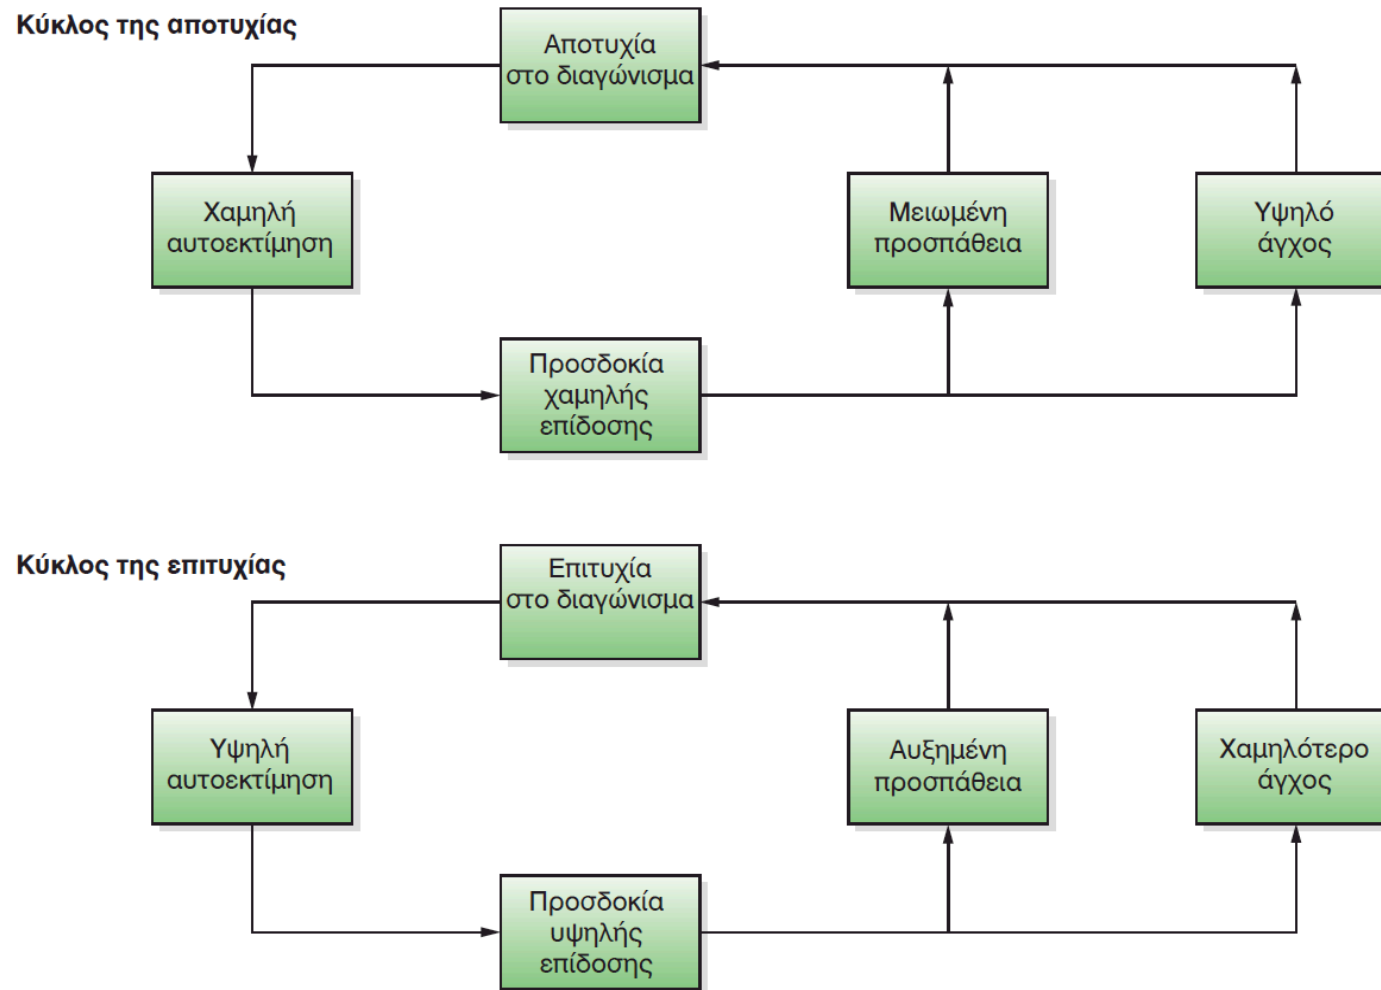 Κύκλος της αποτυχίας
Αποτυχία
στο διαγώνισμα
Χαμηλή
αυτοεκτίμηση
Μειωμένη
προσπάθεια
Υψηλό
άγχος
Προσδοκία
χαμηλής
επίδοσης
Κύκλος της επιτυχίας
Επιτυχία
στο διαγώνισμα
Υψηλή
αυτοεκτίμηση
Αυξημένη
προσπάθεια
Χαμηλότερο
άγχος
Προσδοκία
υψηλής
επίδοσης